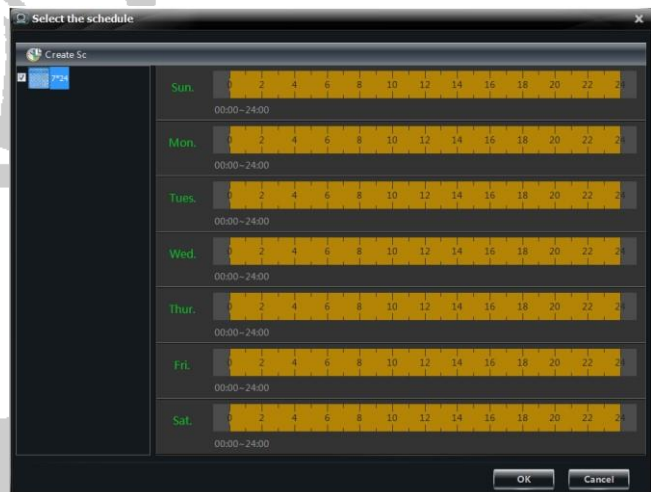 Select the schedule
Create Sc
7*24
Sun. 0 2 4 6 8 10 12 14 16 18 20 22 24
00:00~24:00
Mon. 0 2 4 6 8 10 12 14 16 18 20 22 24
00:00~24:00
Tues. 0 2 4 6 8 10 12 14 16 18 20 22 24
00:00~24:00
Wed. 0 2 4 6 8 10 12 14 16 18 20 22 24
00:00~24:00
Thur. 0 2 4 6 8 10 12 14 16 18 20 22 24
00:00~24:00
Fri. 0 2 4 6 8 10 12 14 16 18 20 22 24
00:00~24:00
Sat. 0 2 4 6 8 10 12 14 16 18 20 22 24
00:00~24:00
OK Cancel